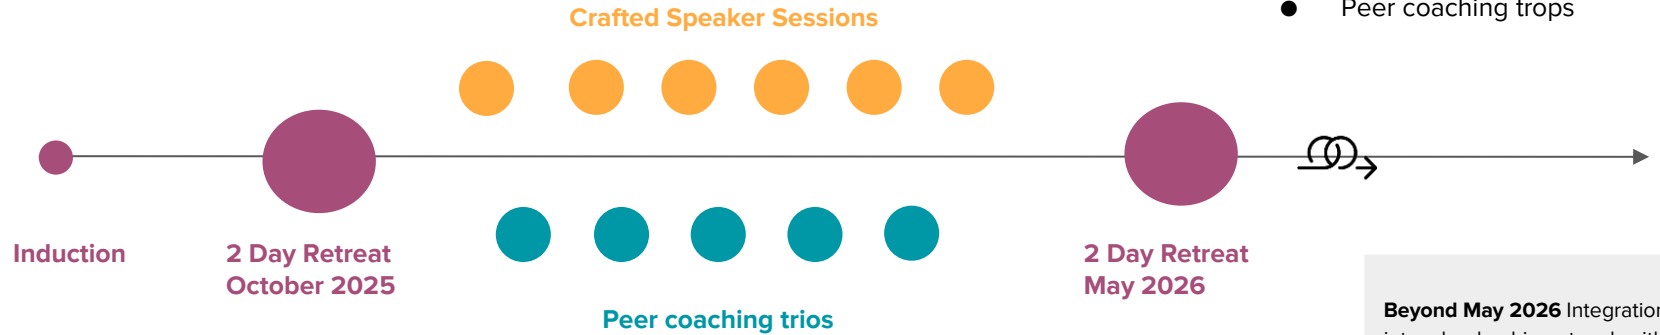 Crafted Speaker Sessions
● Peer coaching trops
Induction
2 Day Retreat
October 2025
2 Day Retreat
May 2026
Peer coaching trios
Beyond May 2026 Integration